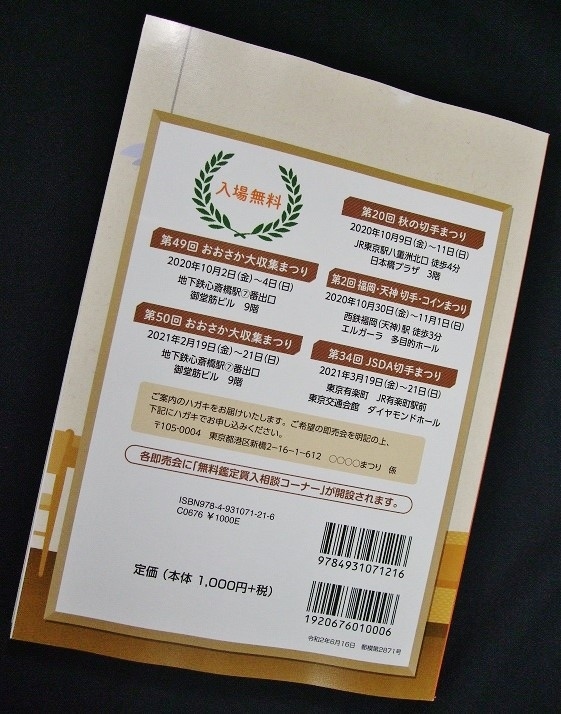 入場無料
第49回 おおさか大収集まつり
2020年10月2日(金)～4日(日)
地下鉄心斎橋駅⑦番出口
御堂筋ビル 9階
第50回 おおさか大収集まつり
2021年2月19日(金)～21日(日)
地下鉄心斎橋駅⑦番出口
御堂筋ビル 9階
第20回 秋の切手まつり
2020年10月9日(金)～11日(日)
JR東京駅八重洲北口 徒歩4分
日本橋プラザ 3階
第2回 福岡・天神 切手・コインまつり
2020年10月30日(金)～11月1日(日)
西鉄福岡(天神)駅 徒歩3分
エルガーラ 多目的ホール
第34回 JSDA切手まつり
2021年3月19日(金)～21日(日)
東京有楽町 JR有楽町駅前
東京交通会館 ダイヤモンドホール
ご案内のハガキをお届けいたします。ご希望の即売会を明記の上、
下記にハガキでお申し込みください。
〒105-0004 東京都港区新橋2-16-1-612 ○○○○まつり 係
各即売会に「無料鑑定買入相談コーナー」が開設されます。
ISBN978-4-931071-21-6
C0676 ￥1000E
定価（本体 1,000円+税）
9784931071216
1920676010006
令和2年6月16日 郵模第2871号